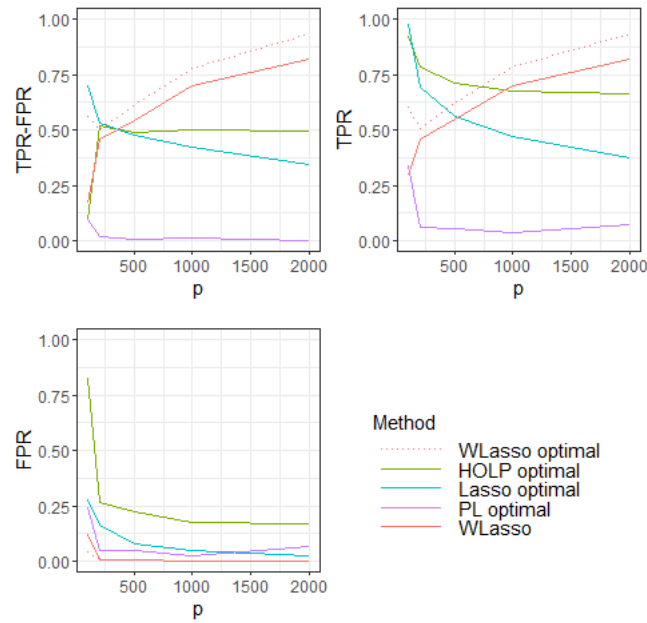 1.00
0.75
0.50
0.25
0.00
TPR-FPR
500 1000 1500 2000
p
1.00
0.75
0.50
0.25
0.00
TPR
500 1000 1500 2000
p
1.00
0.75
0.50
0.25
0.00
FPR
500 1000 1500 2000
p
Method
WLasso optimal
HOLP optimal
Lasso optimal
PL optimal
WLasso